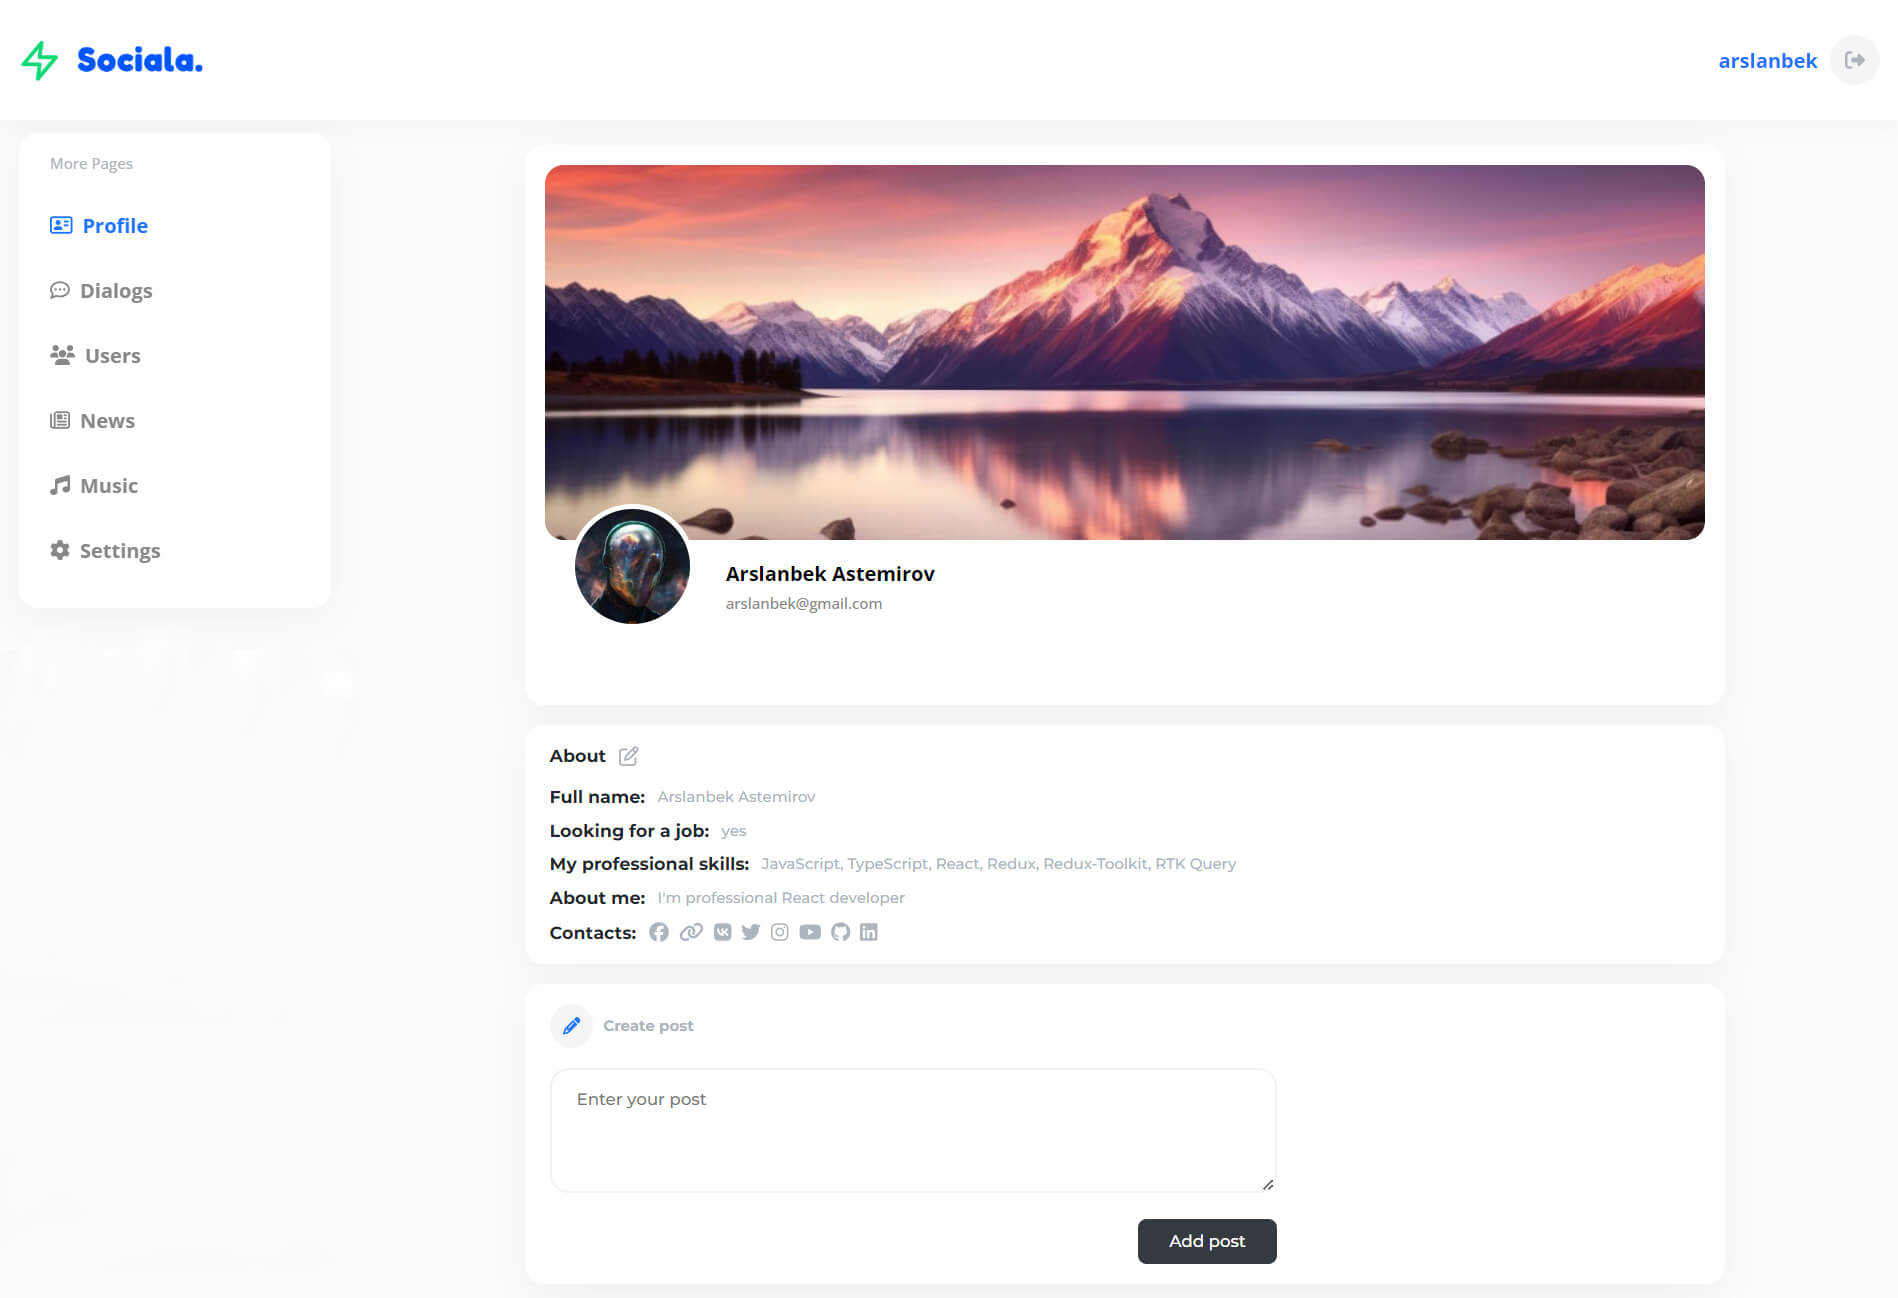 Sociala.
arslanbek
More Pages
Profile
Dialogs
Users
News
Music
Settings
Arslanbek Astemirov
arslanbek@gmail.com
About
Full name: Arslanbek Astemirov
Looking for a job: yes
My professional skills: JavaScript, TypeScript, React, Redux, Redux-Toolkit, RTK Query
About me: I'm professional React developer
Contacts:
Create post
Enter your post
Add post